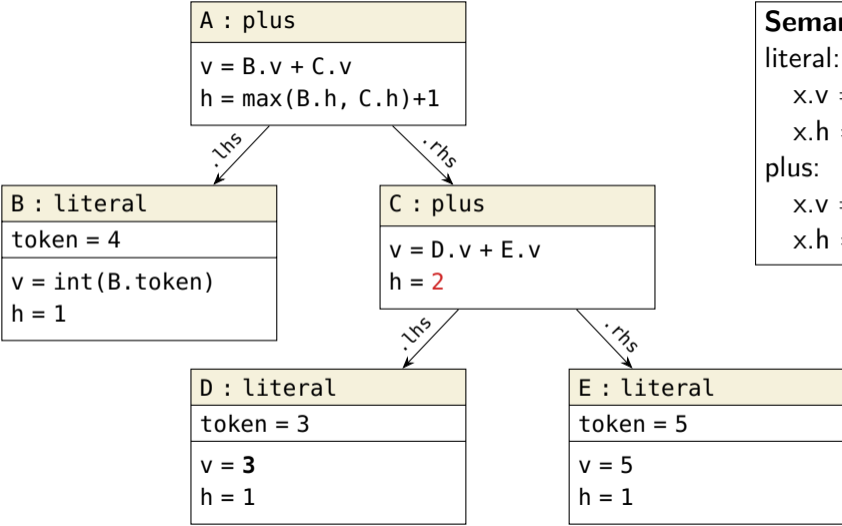 A : plus
v = B.v + C.v
h = max(B.h, C.h)+1
literal:
x.v
x.h
plus:
x.v
x.h
.lhs
.rhs
B : literal
token = 4
v = int(B.token)
h = 1
C : plus
v = D.v + E.v
h = 2
.lhs
.rhs
D : literal
token = 3
v = 3
h = 1
E : literal
token = 5
v = 5
h = 1